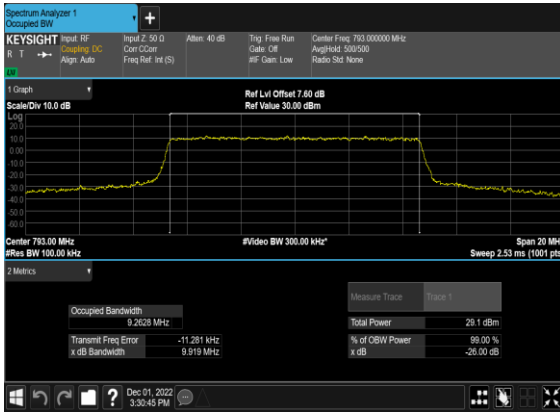 Spectrum Analyzer 1
Occupied BW
KEYSIGHT
R T
LW
Input: RF
Coupling: DC
Align: Auto
Input Z: 50 Ω
Corr CCorr
Freq Ref: Int (S)
Atten: 40 dB
Trig: Free Run
Gate: Off
#IF Gain: Low
Center Freq: 793.000000 MHz
Avg|Hold: 500/500
Radio Std: None
1 Graph
Scale/Div 10.0 dB
Ref Lvl Offset 7.60 dB
Ref Value 30.00 dBm
Log
20.0
10.0
0.00
-10.0
-20.0
-30.0
-40.0
-50.0
-60.0
Center 793.00 MHz
#Res BW 100.00 kHz
#Video BW 300.00 kHz*
Span 20 MH
Sweep 2.53 ms (1001 pts
2 Metrics
Measure Trace
Trace 1
Occupied Bandwidth
9.2628 MHz
Total Power
29.1 dBm
Transmit Freq Error
-11.281 kHz
% of OBW Power
99.00 %
x dB Bandwidth
9.919 MHz
x dB
-26.00 dB
?
Dec 01, 2022
3:30:45 PM